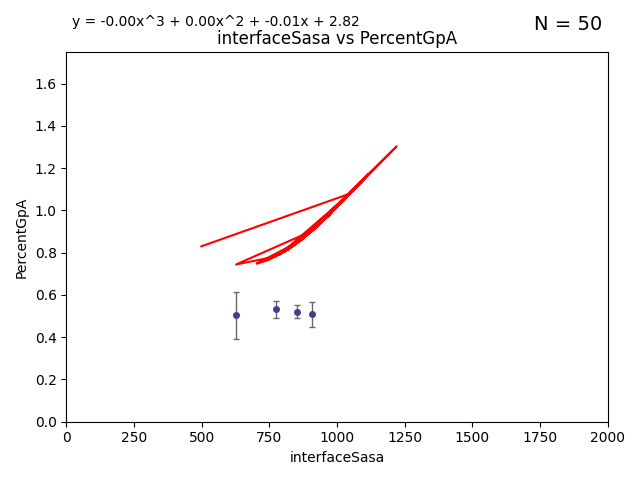 y = -0.00x^3 + 0.00x^2 + -0.01x + 2.82
N = 50
interfaceSasa vs PercentGpA
PercentGpA
1.6
1.4
1.2
1.0
0.8
0.6
0.4
0.2
0.0
0 250 500 750 1000 1250 1500 1750 2000
interfaceSasa